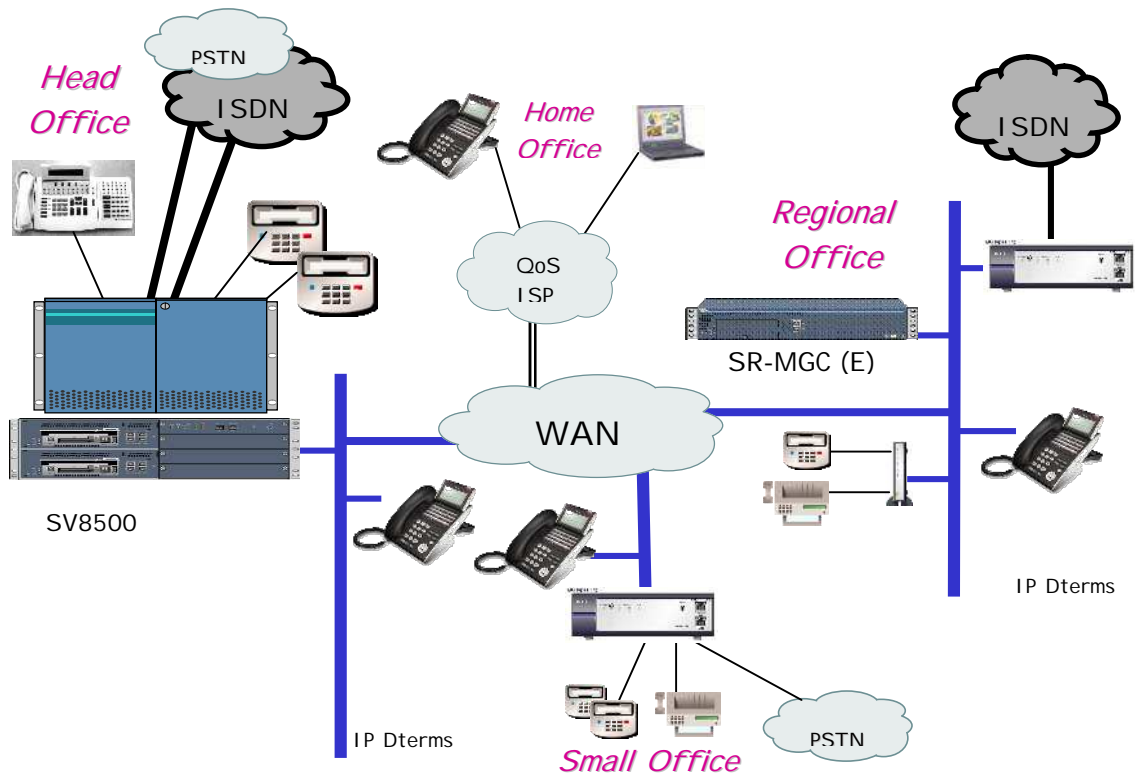 PSTN
ISDN
Head
Office
Home
Office
ISDN
Regional
Office
QoS
ISP
SR-MGC (E)
WAN
SV8500
IP Dterms
IP Dterms
PSTN
Small Office